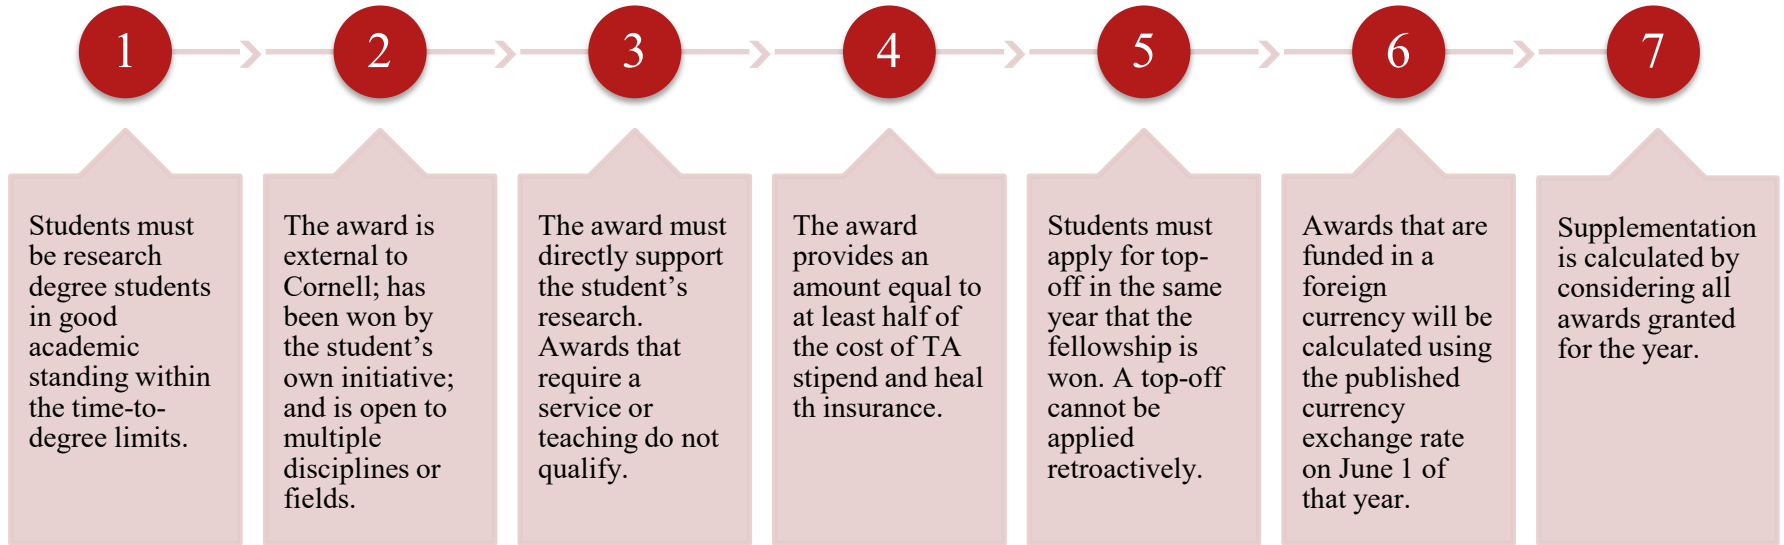 1
2
3
4
5
6
7
Students must
be research
degree students
in good
academic
standing within
the time-to-
degree limits.
The award is
external to
Cornell; has
been won by
the student’s
own initiative;
and is open to
multiple
disciplines or
fields.
The award must
directly support
the student’s
research.
Awards that
require a
service or
teaching do not
qualify.
The award
provides an
amount equal to
at least half of
the cost of TA
stipend and heal
th insurance.
Students must
apply for top-
off in the same
year that the
fellowship is
won. A top-off
cannot be
applied
retroactively.
Awards that are
funded in a
foreign
currency will be
calculated using
the published
currency
exchange rate
on June 1 of
that year.
Supplementation
is calculated by
considering all
awards granted
for the year.